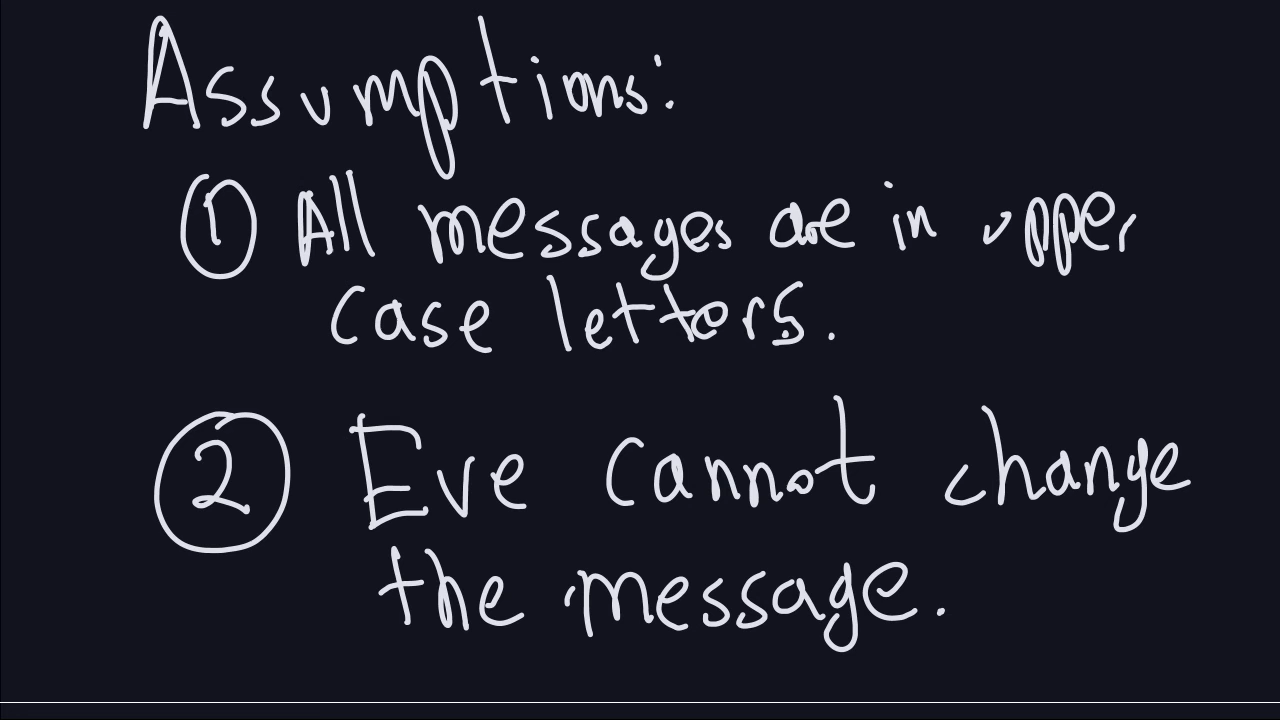 Assumptions:
① All messages are in upper
case letters.
② Eve cannot change
the message.